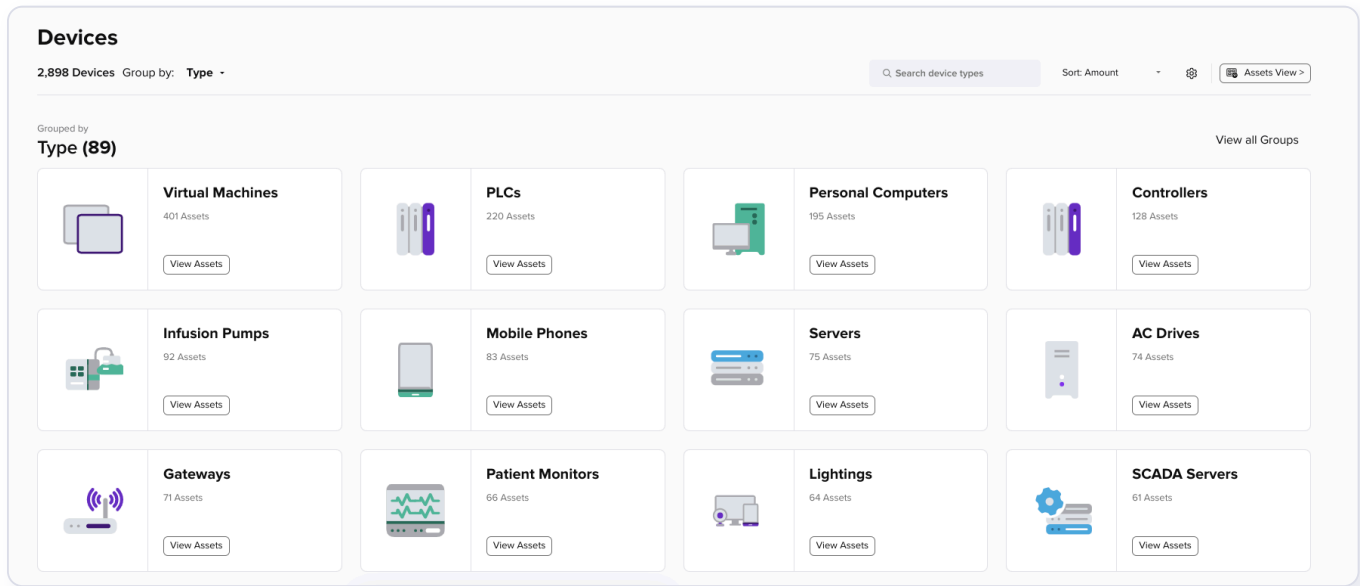 Devices
2,898 Devices Group by: Type
Search device types
Sort: Amount
Assets View >
Grouped by
Type (89)
View all Groups
Virtual Machines
401 Assets
View Assets
PLCs
220 Assets
View Assets
Personal Computers
195 Assets
View Assets
Controllers
128 Assets
View Assets
Infusion Pumps
92 Assets
View Assets
Mobile Phones
83 Assets
View Assets
Servers
75 Assets
View Assets
AC Drives
74 Assets
View Assets
Gateways
71 Assets
View Assets
Patient Monitors
66 Assets
View Assets
Lightings
64 Assets
View Assets
SCADA Servers
61 Assets
View Assets